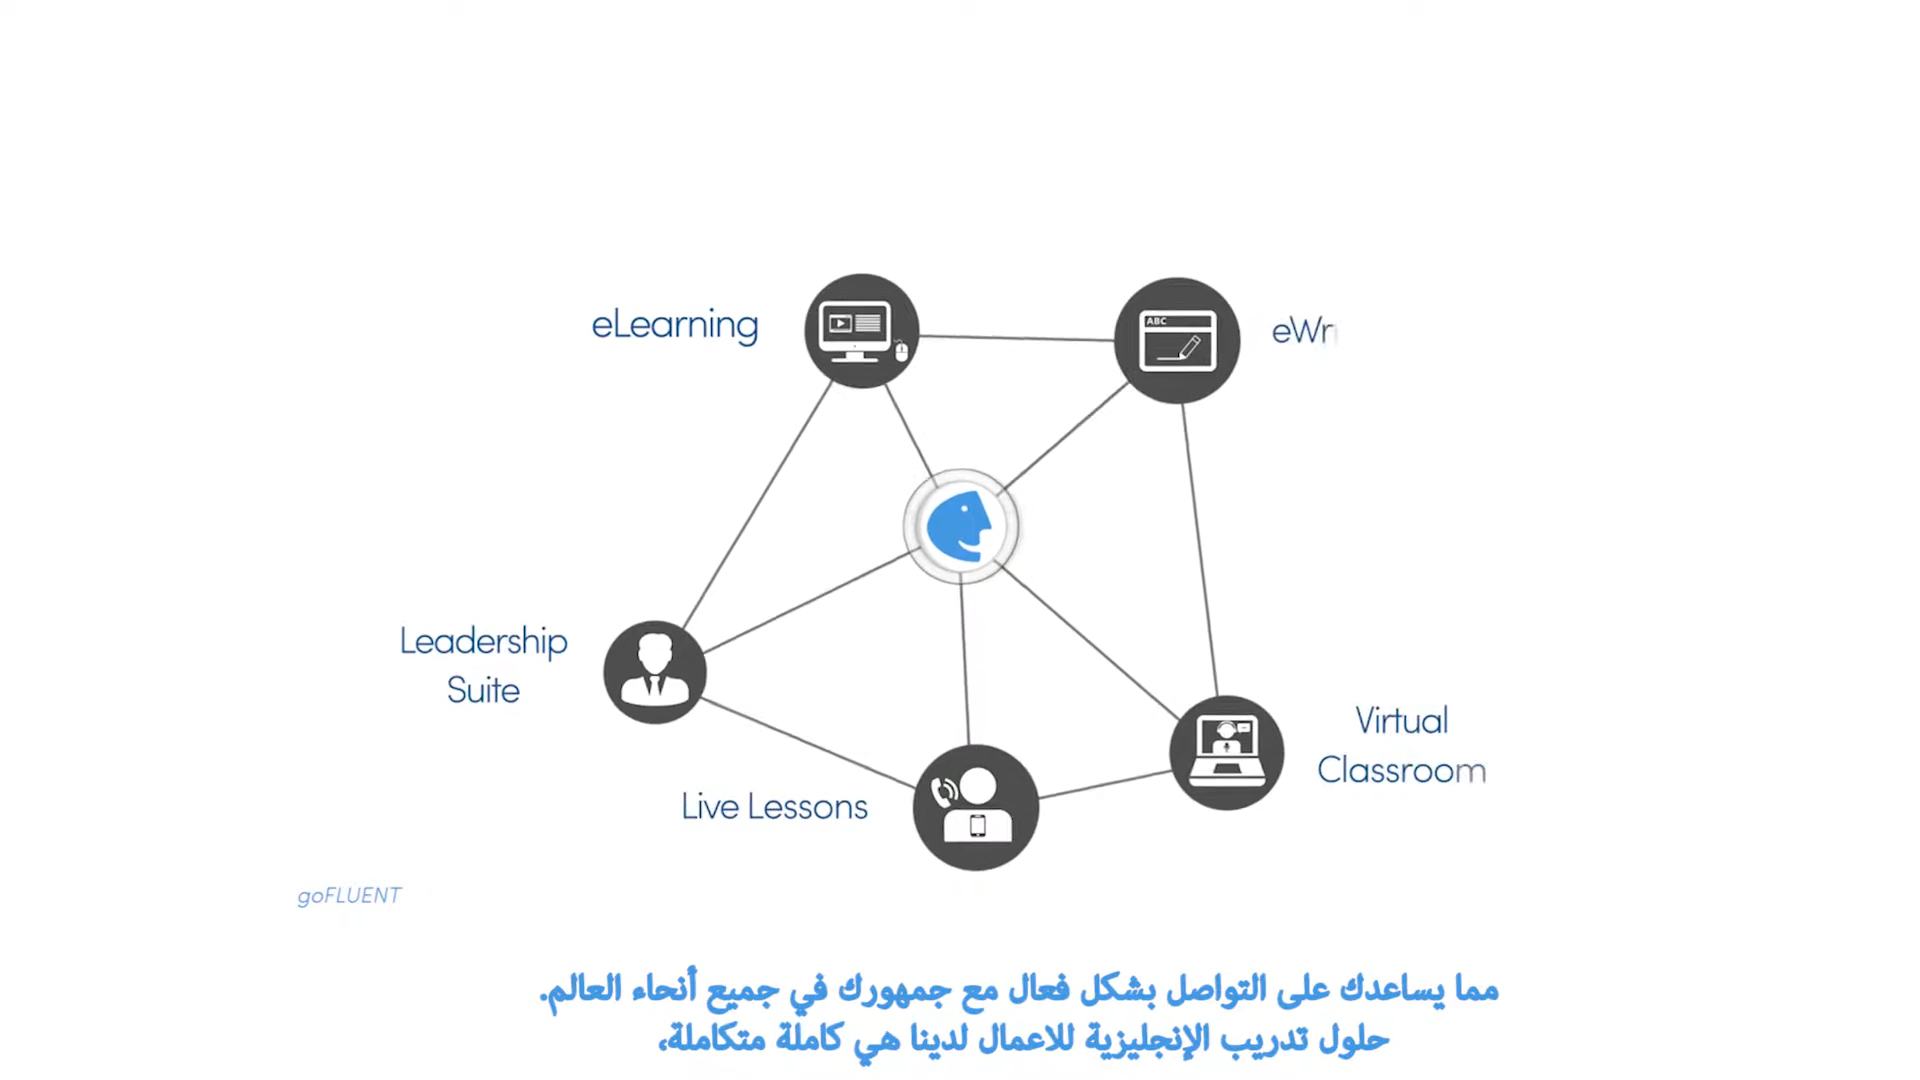 eLearning
ABC
eWr
Leadership
Suite
Virtual
Classroom
Live Lessons
goFLUENT
مما يساعدك على التواصل بشكل فعال مع جمهورك في جميع أنحاء العالم.
حلول تدريب الإنجليزية للاعمال لدينا هي كاملة متكاملة،